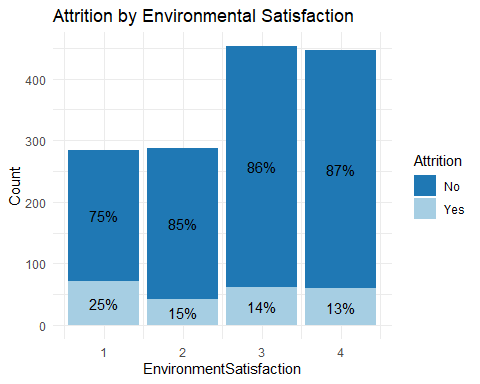 Attrition by Environmental Satisfaction
Count
400
300
200
100
0
75%
25%
85%
15%
86%
14%
87%
13%
1
2
3
4
EnvironmentSatisfaction
Attrition
No
Yes